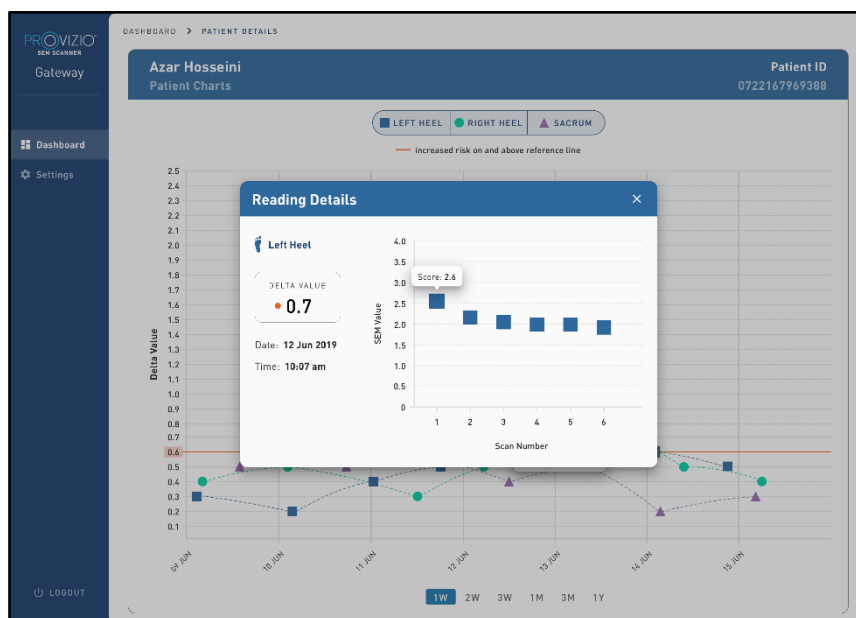 PROVIZIO™
SEM SCANNER
Gateway
Dashboard
Settings
LOGOUT
DASHBOARD > PATIENT DETAILS
Azar Hosseini
Patient Charts
Patient ID
0722167969388
LEFT HEEL
RIGHT HEEL
SACRUM
increased risk on and above reference line
Delta Value
2.5
2.4
2.3
2.2
2.1
2.0
1.9
1.8
1.7
1.6
1.5
1.4
1.3
1.2
1.1
1.0
0.9
0.8
0.7
0.6
0.5
0.4
0.3
0.2
0.1
09 JUN
10 JUN
11 JUN
12 JUN
13 JUN
14 JUN
15 JUN
1W 2W 3W 1M 3M 1Y
Reading Details
Left Heel
DELTA VALUE
0.7
Date: 12 Jun 2019
Time: 10:07 am
SEM Value
4.0
3.5
3.0
2.5
2.0
1.5
1.0
0.5
0
Score: 2.6
1 2 3 4 5 6
Scan Number